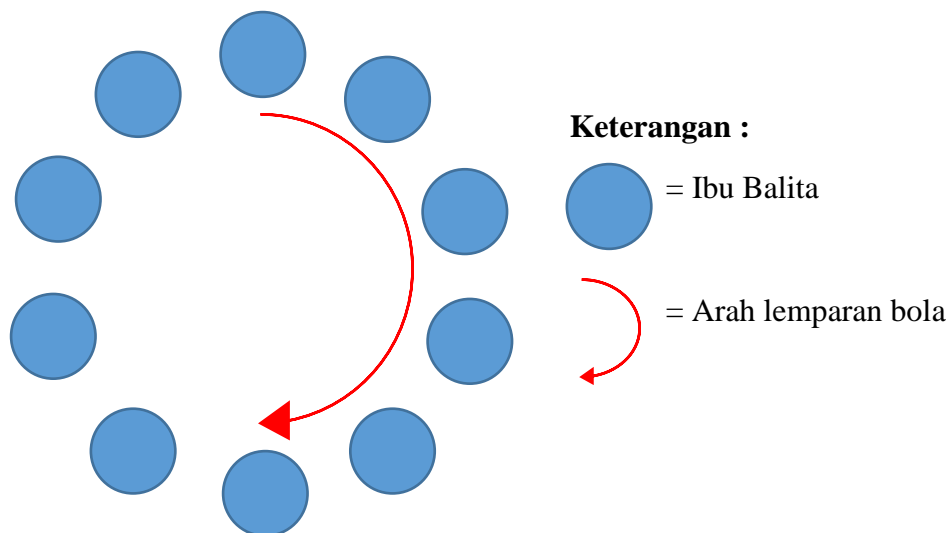 Keterangan :
= Ibu Balita
= Arah lemparan bola